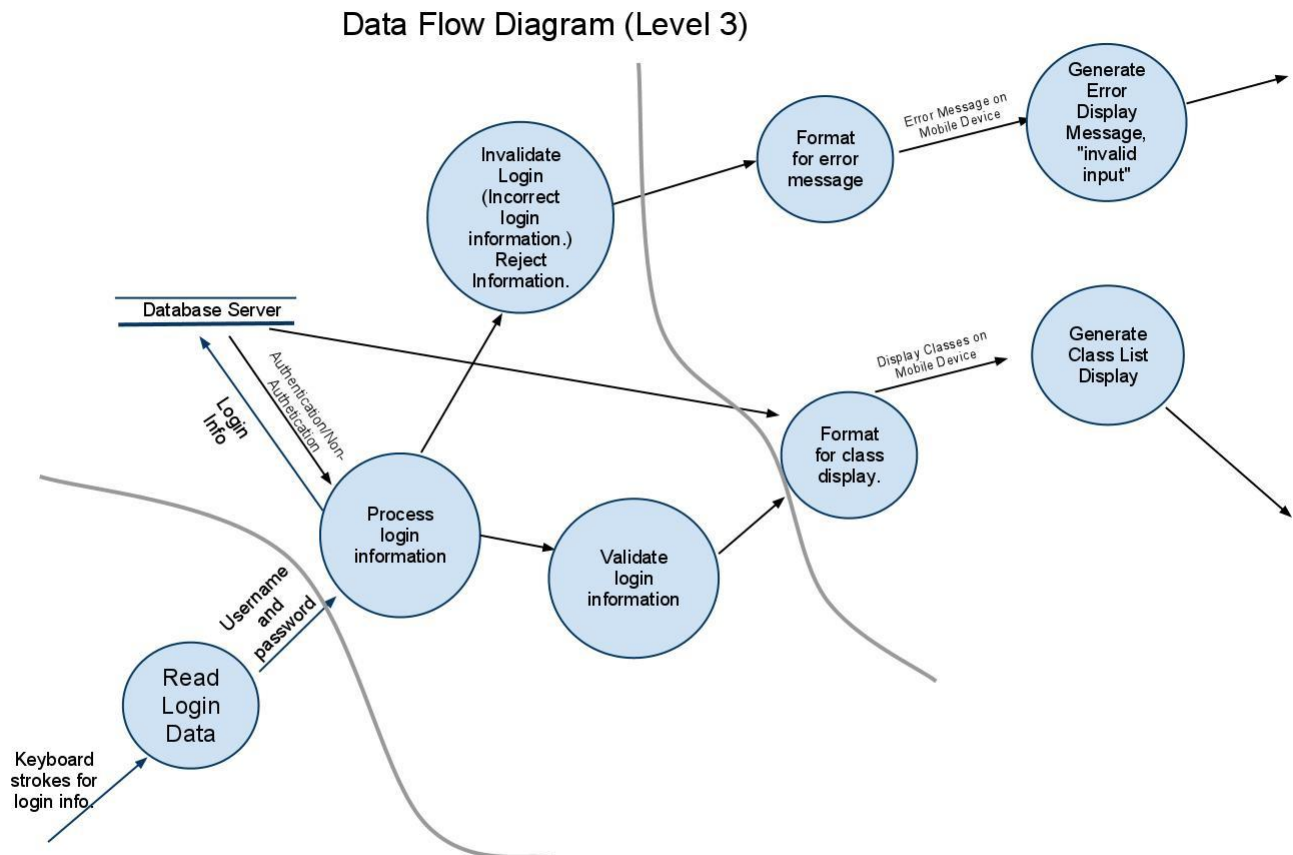 Data Flow Diagram (Level 3)
Generate
Error
Display
Message,
"invalid
input"
Error Message on
Mobile Device
Format
for error
message
Invalidate
Login
(Incorrect
login
information.)
Reject
Information.
Database Server
Authentication/Non-
Authetication
Login
Info
Display Classes on
Mobile Device
Generate
Class List
Display
Format
for class
display.
Process
login
information
Validate
login
information
Username
and
password
Read
Login
Data
Keyboard
strokes for
login info.